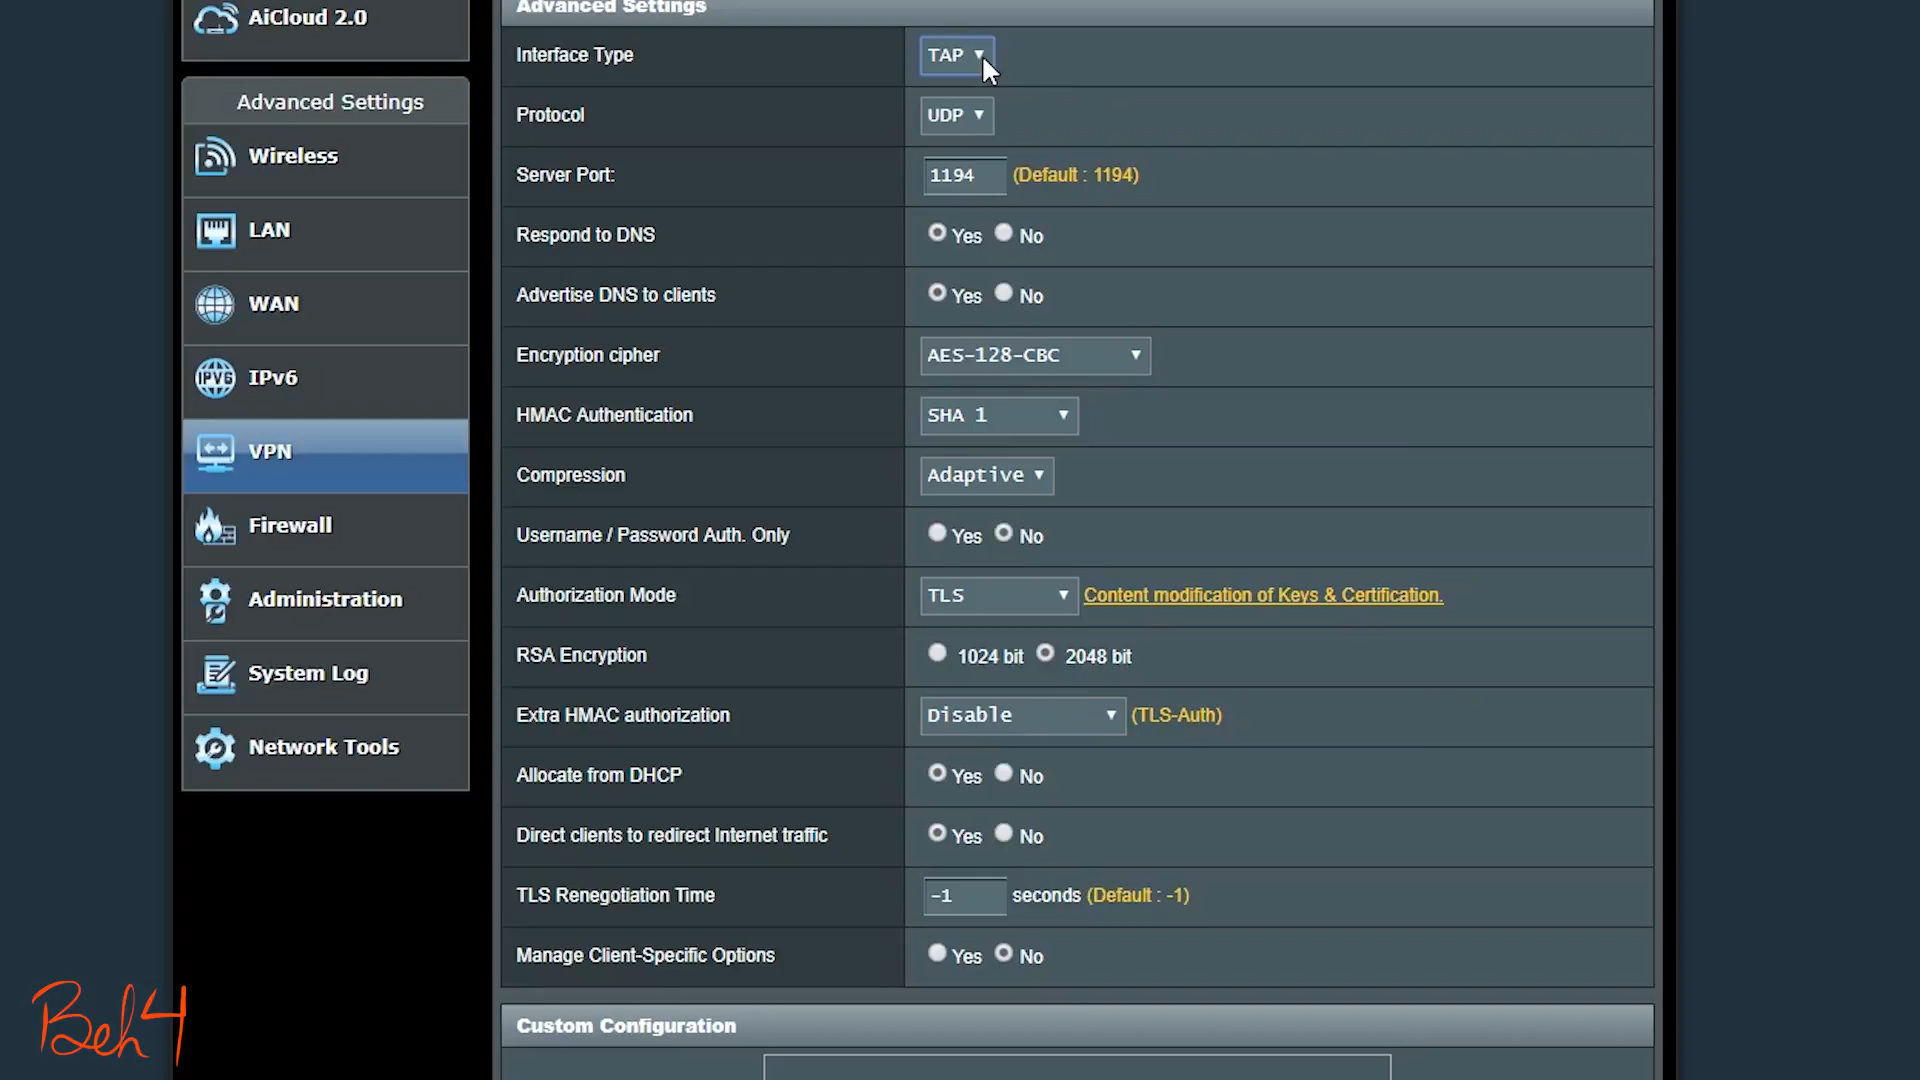 AiCloud 2.0
Advanced Settings
Wireless
LAN
WAN
IPv6
VPN
Firewall
Administration
System Log
Network Tools
Advanced Settings
Interface Type TAP
Protocol UDP
Server Port: 1194 (Default : 1194)
Respond to DNS Yes No
Advertise DNS to clients Yes No
Encryption cipher AES-128-CBC
HMAC Authentication SHA 1
Compression Adaptive
Username / Password Auth. Only Yes No
Authorization Mode TLS Content modification of Keys & Certification.
RSA Encryption 1024 bit 2048 bit
Extra HMAC authorization Disable (TLS-Auth)
Allocate from DHCP Yes No
Direct clients to redirect Internet traffic Yes No
TLS Renegotiation Time -1 seconds (Default : -1)
Manage Client-Specific Options Yes No
Custom Configuration
Beh4